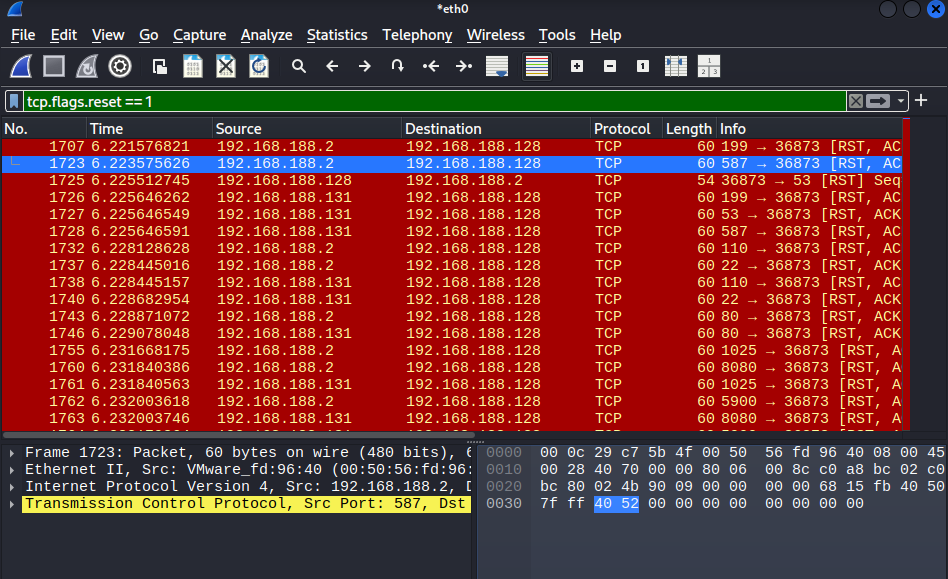 *eth0
File Edit View Go Capture Analyze Statistics Telephony Wireless Tools Help
tcp.flags.reset == 1
No. Time Source Destination Protocol Length Info
1707 6.221576821 192.168.188.2 192.168.188.128 TCP 60 199 → 36873 [RST, AC
1723 6.223575626 192.168.188.2 192.168.188.128 TCP 60 587 → 36873 [RST, AC
1725 6.225512745 192.168.188.128 192.168.188.2 TCP 54 36873 → 53 [RST] Seq
1726 6.225646262 192.168.188.131 192.168.188.128 TCP 60 199 → 36873 [RST, AC
1727 6.225646549 192.168.188.131 192.168.188.128 TCP 60 53 → 36873 [RST, ACK
1728 6.225646591 192.168.188.131 192.168.188.128 TCP 60 587 → 36873 [RST, AC
1732 6.228128628 192.168.188.2 192.168.188.128 TCP 60 110 → 36873 [RST, AC
1737 6.228445016 192.168.188.2 192.168.188.128 TCP 60 22 → 36873 [RST, ACK
1738 6.228445157 192.168.188.131 192.168.188.128 TCP 60 110 → 36873 [RST, AC
1740 6.228682954 192.168.188.131 192.168.188.128 TCP 60 22 → 36873 [RST, ACK
1743 6.228871072 192.168.188.2 192.168.188.128 TCP 60 80 → 36873 [RST, ACK
1746 6.229078048 192.168.188.131 192.168.188.128 TCP 60 80 → 36873 [RST, ACK
1755 6.231668175 192.168.188.2 192.168.188.128 TCP 60 1025 → 36873 [RST, A
1760 6.231840386 192.168.188.2 192.168.188.128 TCP 60 8080 → 36873 [RST, A
1761 6.231840563 192.168.188.131 192.168.188.128 TCP 60 1025 → 36873 [RST, A
1762 6.232003618 192.168.188.2 192.168.188.128 TCP 60 5900 → 36873 [RST, A
1763 6.232003746 192.168.188.131 192.168.188.128 TCP 60 8080 → 36873 [RST, A
Frame 1723: Packet, 60 bytes on wire (480 bits), 6
Ethernet II, Src: VMware_fd:96:40 (00:50:56:fd:96:
Internet Protocol Version 4, Src: 192.168.188.2, D
Transmission Control Protocol, Src Port: 587, Dst
0000 00 0c 29 c7 5b 4f 00 50 56 fd 96 40 08 00 45
0010 00 28 40 70 00 00 80 06 00 8c c0 a8 bc 02 c0
0020 bc 80 02 4b 90 09 00 00 00 00 68 15 fb 40 50
0030 7f ff 40 52 00 00 00 00 00 00 00 00